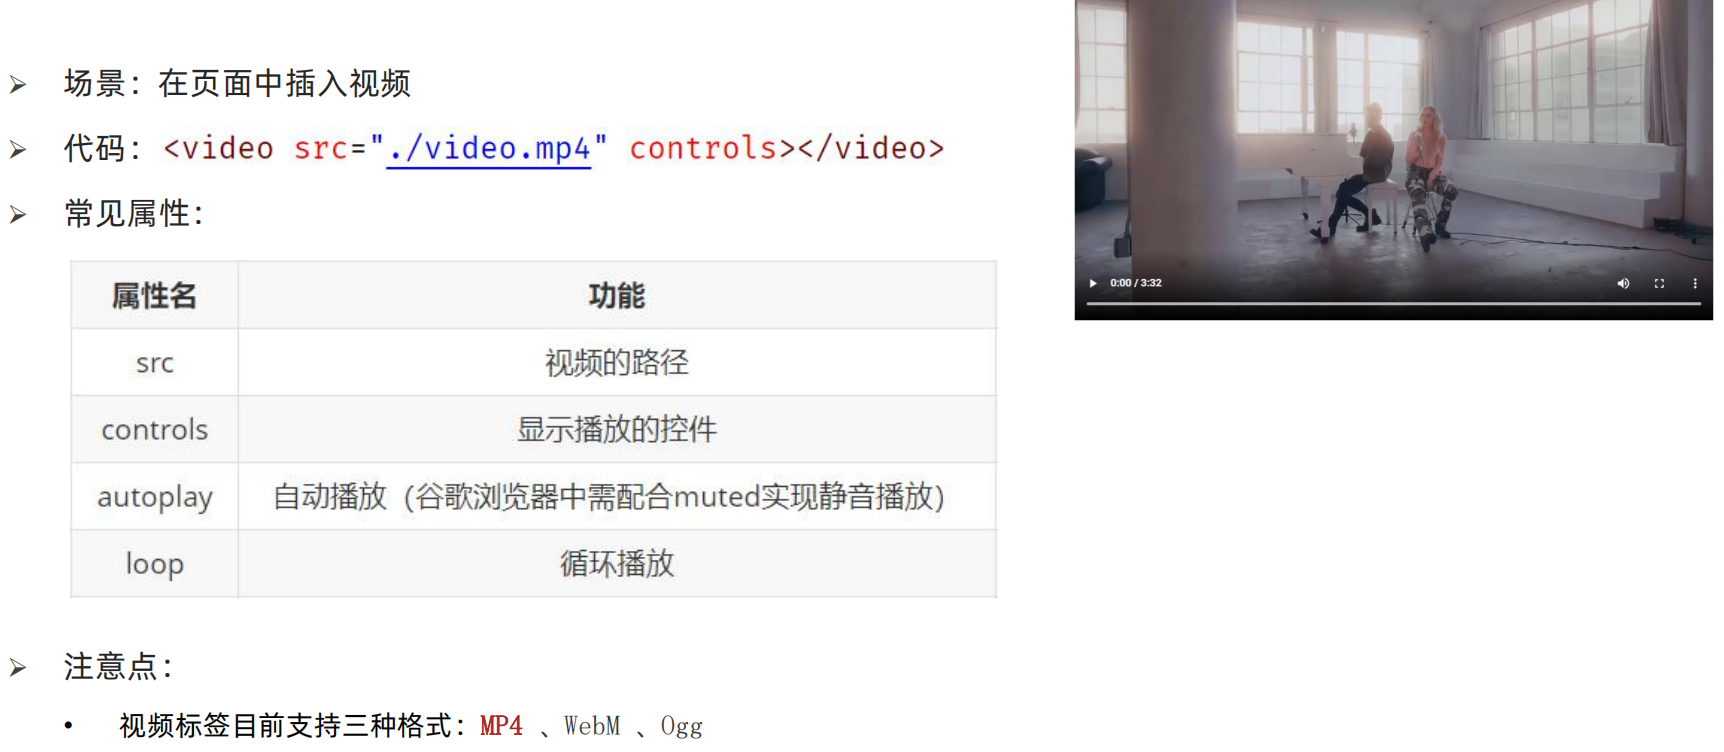 场景：在页面中插入视频
代码：<video src="./video.mp4" controls></video>
常见属性：
属性名 功能
src 视频的路径
controls 显示播放的控件
autoplay 自动播放（谷歌浏览器中需配合muted实现静音播放）
loop 循环播放
0:00 / 3:32
注意点：
• 视频标签目前支持三种格式：MP4 、WebM 、Ogg